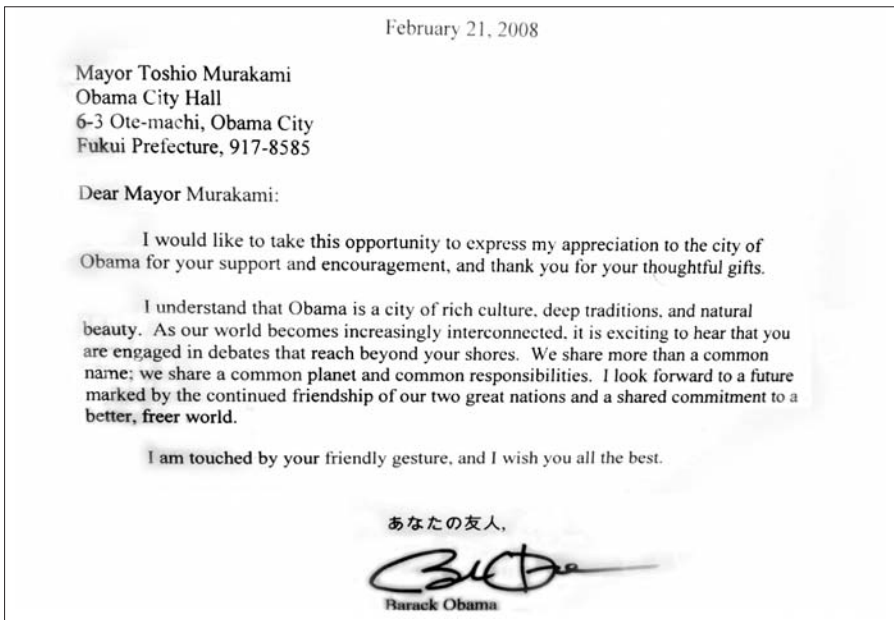 February 21, 2008
Mayor Toshio Murakami
Obama City Hall
6-3 Ote-machi, Obama City
Fukui Prefecture, 917-8585
Dear Mayor Murakami:
I would like to take this opportunity to express my appreciation to the city of
Obama for your support and encouragement, and thank you for your thoughtful gifts.
I understand that Obama is a city of rich culture, deep traditions, and natural
beauty. As our world becomes increasingly interconnected, it is exciting to hear that you
are engaged in debates that reach beyond your shores. We share more than a common
name; we share a common planet and common responsibilities. I look forward to a future
marked by the continued friendship of our two great nations and a shared commitment to a
better, freer world.
I am touched by your friendly gesture, and I wish you all the best.
あなたの友人,
Barack Obama